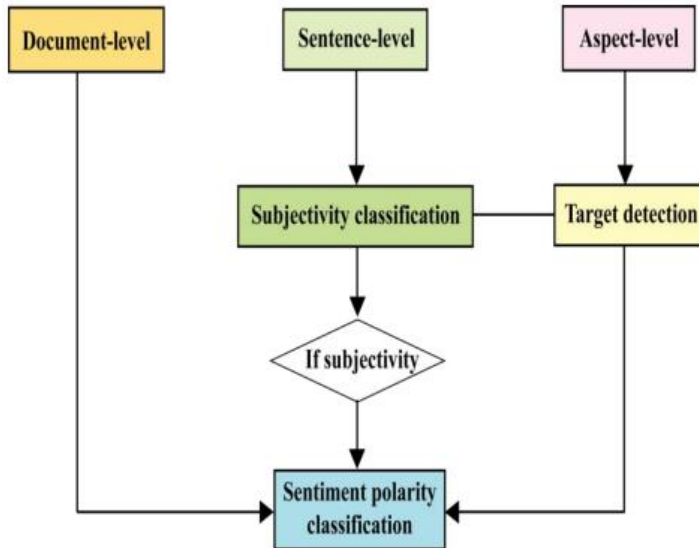 Document-level
Sentence-level
Aspect-level
Subjectivity classification
Target detection
If subjectivity
Sentiment polarity
classification